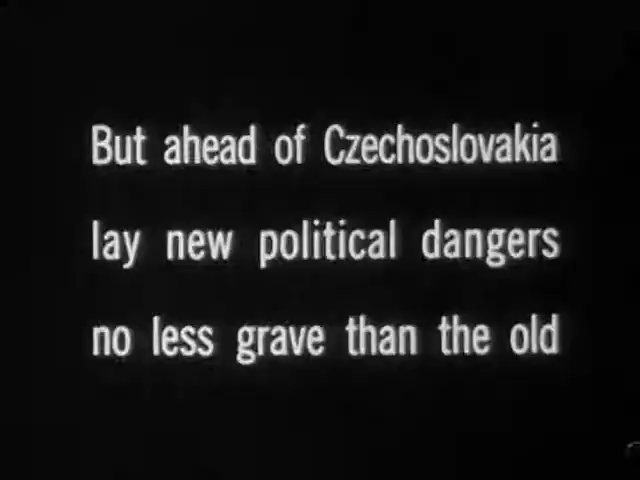 But ahead of Czechoslovakia
lay new political dangers
no less grave than the old